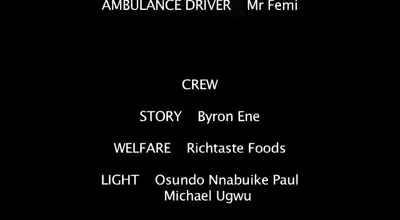 AMBULANCE DRIVER Mr Femi
CREW
STORY Byron Ene
WELFARE Richtaste Foods
LIGHT Osundo Nnabuike Paul
Michael Ugwu